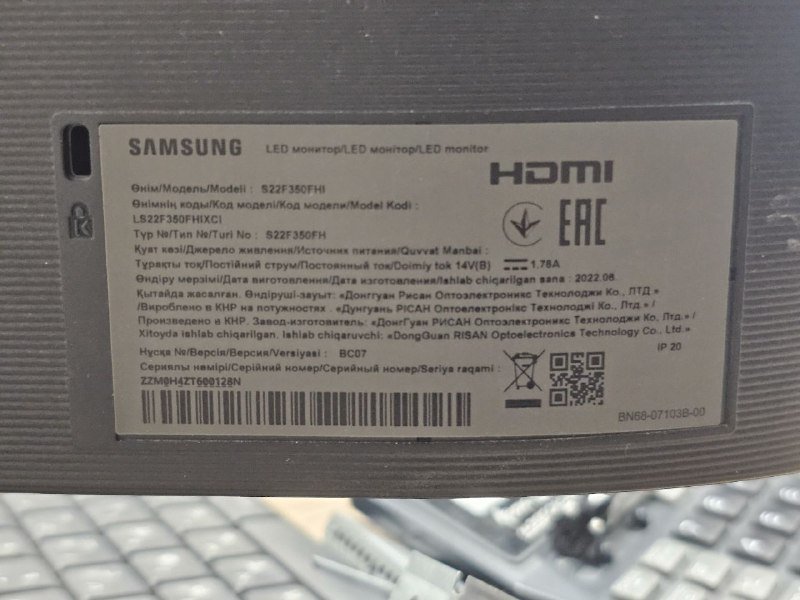 SAMSUNG LED монитор/LED монітор/LED monitor
HDMI
Өнім/Модель/Modeli : S22F350FHI
Өнімнің коды/Код моделі/Код модели/Model Kodi :
LS22F350FHIXCI
Түр №/Тип №/Turi No : S22F350FH
EAC
Қуат көзі/Джерело живлення/Источник питания/Quvvat Manbai :
Тұрақты тоқ/Постійний струм/Постоянный ток/Doimiy tok 14V(В) 1.78A
Өндіру мерзімі/Дата виготовлення/Дата изготовления/Ishlab chiqarilgan sana : 2022.08.
Қытайда жасалған. Өндіруші-зауыт: «Донггуан Рисан Оптоэлектроникс Технолоджи Ко., ЛТД.»
/Вироблено в КНР на потужностях . «Дунгуань РІСАН Оптоелектронікс Технолоджі Ко., Лтд.» /
Произведено в КНР. Завод-изготовитель: «ДонгГуан РИСАН Оптоэлектроникс Технолоджи Ко., Лтд.» /
Xitoyda ishlab chiqarilgan. Ishlab chiqaruvchi: «DongGuan RISAN Optoelectronics Technology Co., Ltd.»
Нұсқа №/Версія/Версия/Versiyasi : BC07
IP 20
Сериялы нөмірі/Серійний номер/Серийный номер/Seriya raqami :
ZZM0H4ZT600128N
BN68-07103B-00